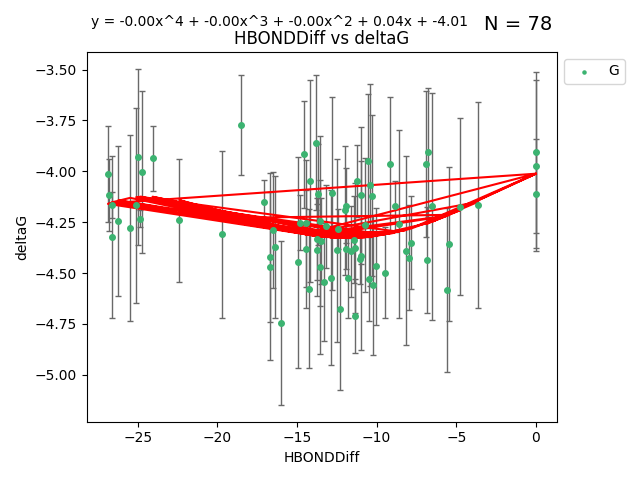 y = -0.00x^4 + -0.00x^3 + -0.00x^2 + 0.04x + -4.01 N = 78
HBONDDiff vs deltaG
G
−3.50
−3.75
−4.00
−4.25
−4.50
−4.75
−5.00
deltaG
−25 −20 −15 −10 −5 0
HBONDDiff